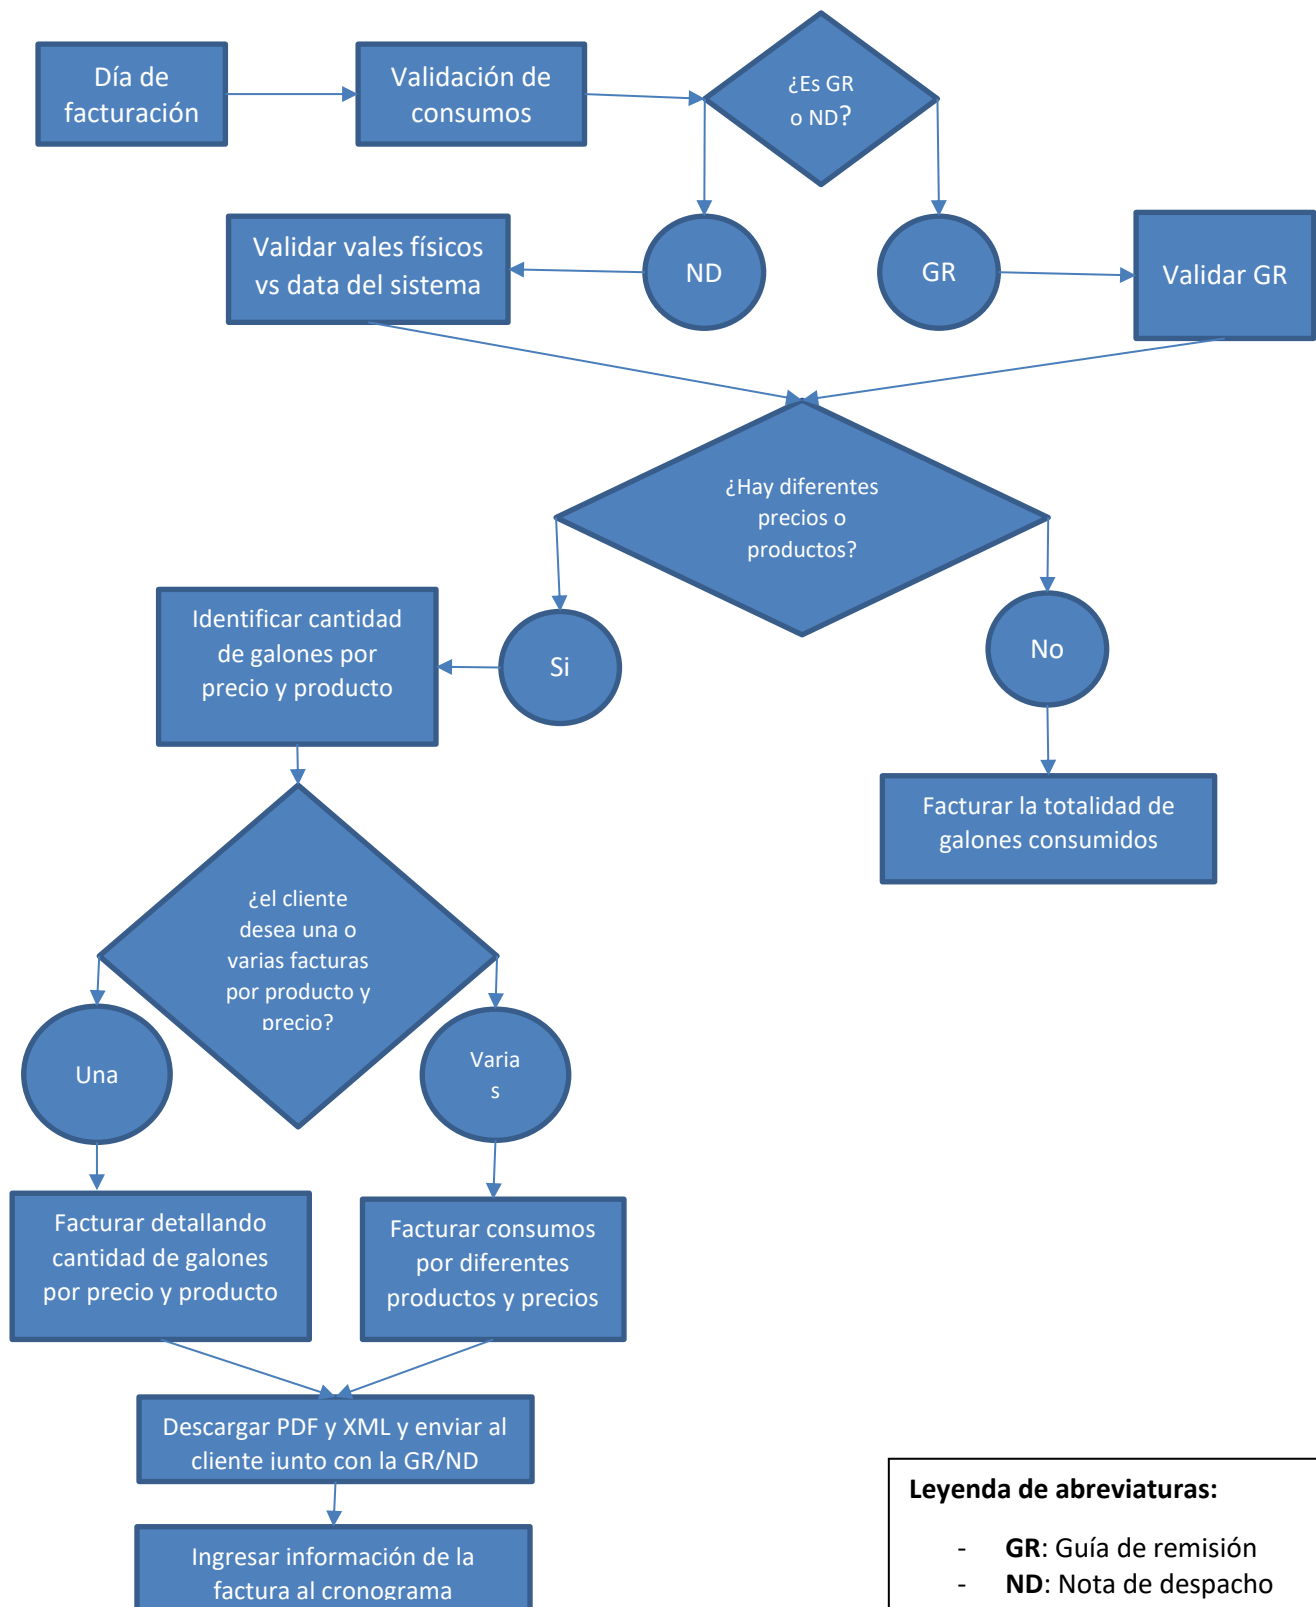 Día de
facturación
Validación de
consumos
¿Es GR
o ND?
Validar vales físicos
vs data del sistema
ND
GR
Validar GR
¿Hay diferentes
precios o
productos?
Identificar cantidad
de galones por
precio y producto
Si
No
Facturar la totalidad de
galones consumidos
¿el cliente
desea una o
varias facturas
por producto y
precio?
Una
Varia
s
Facturar detallando
cantidad de galones
por precio y producto
Facturar consumos
por diferentes
productos y precios
Descargar PDF y XML y enviar al
cliente junto con la GR/ND
Ingresar información de la
factura al cronograma
Leyenda de abreviaturas:
- GR: Guía de remisión
- ND: Nota de despacho